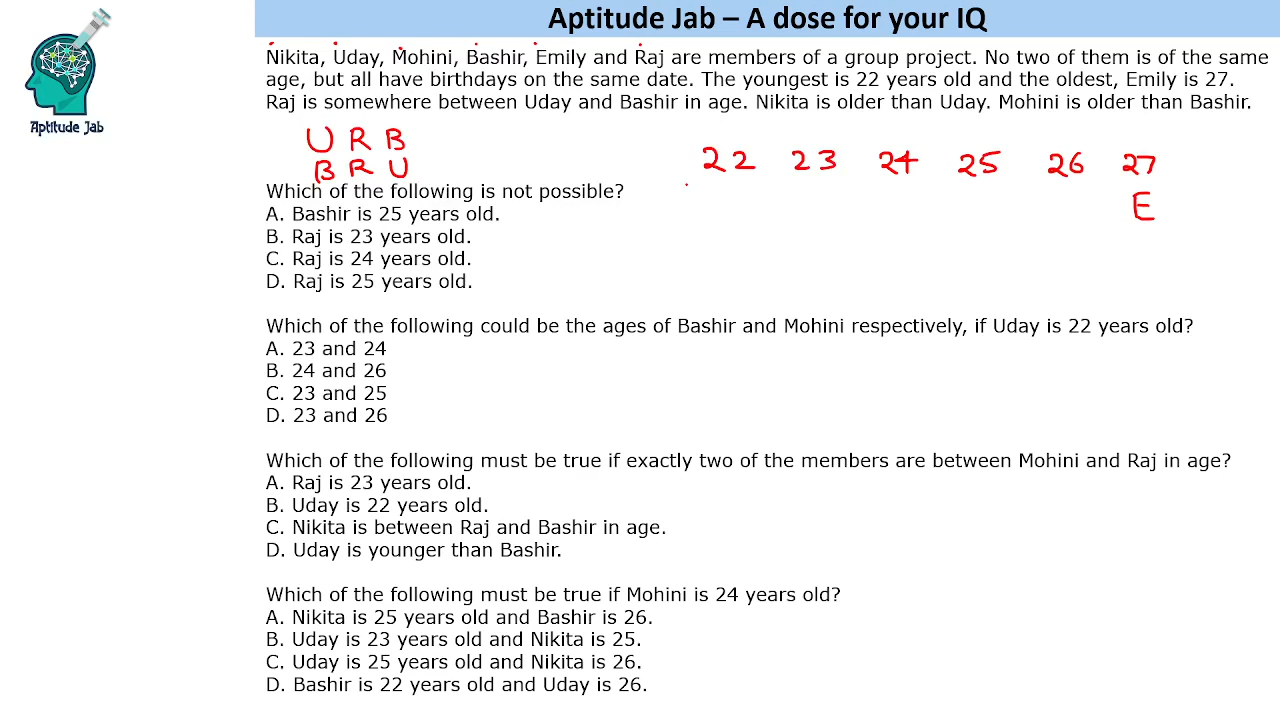 Aptitude Jab – A dose for your IQ
Aptitude Jab
Nikita, Uday, Mohini, Bashir, Emily and Raj are members of a group project. No two of them is of the same
age, but all have birthdays on the same date. The youngest is 22 years old and the oldest, Emily is 27.
Raj is somewhere between Uday and Bashir in age. Nikita is older than Uday. Mohini is older than Bashir.
U R B
B R U
22 23 24 25 26 27
E
Which of the following is not possible?
A. Bashir is 25 years old.
B. Raj is 23 years old.
C. Raj is 24 years old.
D. Raj is 25 years old.
Which of the following could be the ages of Bashir and Mohini respectively, if Uday is 22 years old?
A. 23 and 24
B. 24 and 26
C. 23 and 25
D. 23 and 26
Which of the following must be true if exactly two of the members are between Mohini and Raj in age?
A. Raj is 23 years old.
B. Uday is 22 years old.
C. Nikita is between Raj and Bashir in age.
D. Uday is younger than Bashir.
Which of the following must be true if Mohini is 24 years old?
A. Nikita is 25 years old and Bashir is 26.
B. Uday is 23 years old and Nikita is 25.
C. Uday is 25 years old and Nikita is 26.
D. Bashir is 22 years old and Uday is 26.